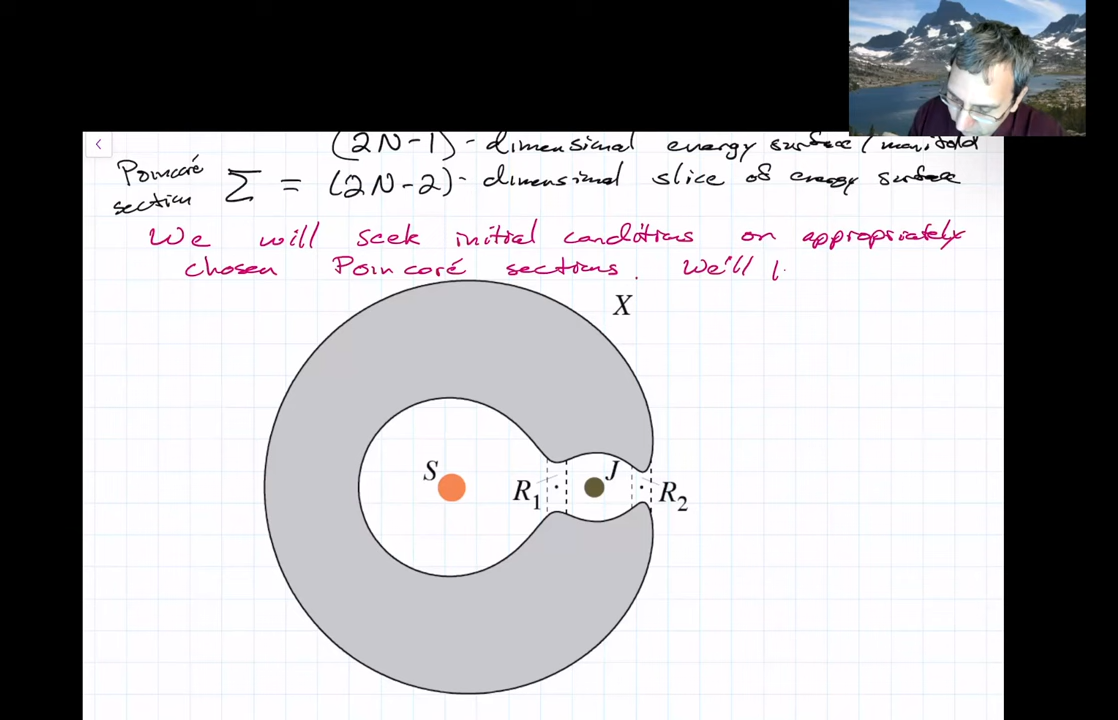 (2N-1)-dimensional energy surface/manifold
Poincaré section Σ = (2N-2)-dimensional slice of energy surface
We will seek initial conditions on appropriately
chosen Poincaré sections. We'll
X
S
J
R₁
R₂